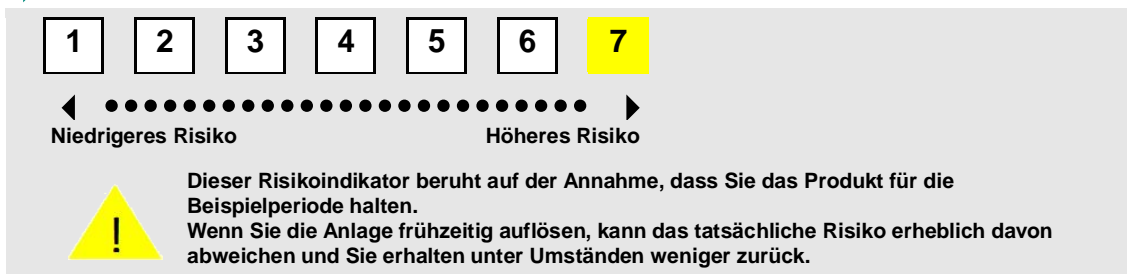 1 2 3 4 5 6 7
Niedrigeres Risiko Höheres Risiko
Dieser Risikoindikator beruht auf der Annahme, dass Sie das Produkt für die
Beispielperiode halten.
! Wenn Sie die Anlage frühzeitig auflösen, kann das tatsächliche Risiko erheblich davon
abweichen und Sie erhalten unter Umständen weniger zurück.